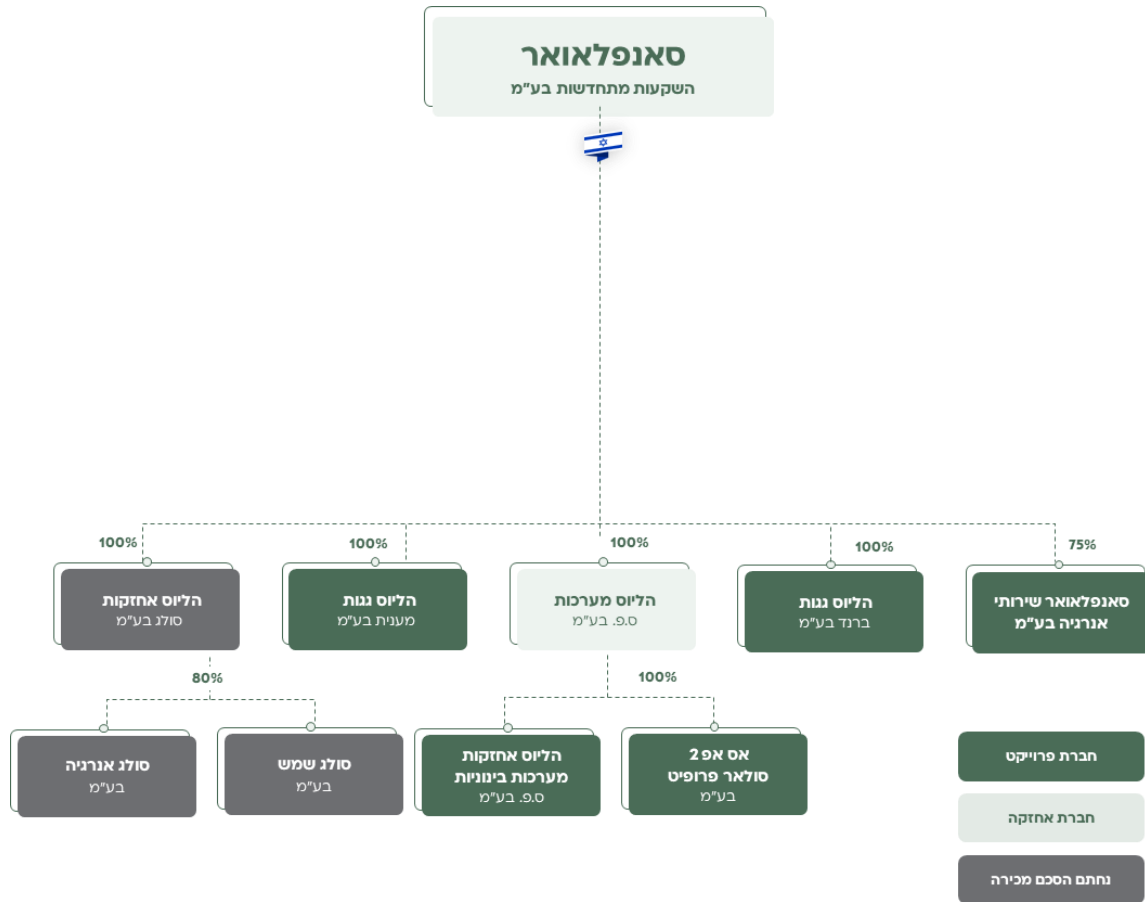 סאנפלאואר
השקעות מתחדשות בע"מ
75%
100%
100%
100%
100%
סאנפלאואר שירותי
אנרגיה בע"מ
הליוס גגות
ברנד בע"מ
הליוס מערכות
ס.פ. בע"מ
הליוס גגות
מענית בע"מ
הליוס אחזקות
סולג בע"מ
100%
80%
אס אפ 2
סולאר פרופיט
בע"מ
הליוס אחזקות
מערכות בינוניות
ס.פ. בע"מ
סולג שמש
בע"מ
סולג אנרגיה
בע"מ
חברת פרוייקט
חברת אחזקה
נחתם הסכם מכירה